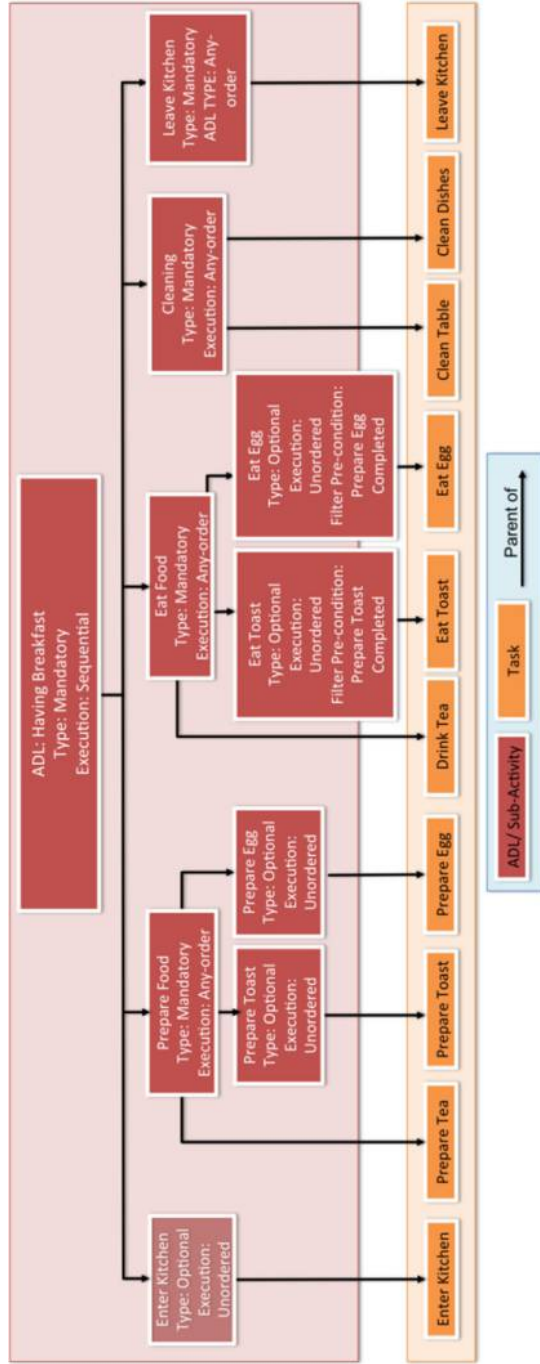 ADL: Having Breakfast
Type: Mandatory
Execution: Sequential
Enter Kitchen
Type: Optional
Execution:
Unordered
Prepare Food
Type: Mandatory
Execution: Any-order
Eat Food
Type: Mandatory
Execution: Any-order
Cleaning
Type: Mandatory
Execution: Any-order
Leave Kitchen
Type: Mandatory
ADL TYPE: Any-
order
Prepare Toast
Type: Optional
Execution:
Unordered
Prepare Egg
Type: Optional
Execution:
Unordered
Eat Toast
Type: Optional
Execution:
Unordered
Filter Pre-condition:
Prepare Toast
Completed
Eat Egg
Type: Optional
Execution:
Unordered
Filter Pre-condition:
Prepare Egg
Completed
Enter Kitchen
Prepare Tea
Prepare Toast
Prepare Egg
Drink Tea
Eat Toast
Eat Egg
Clean Table
Clean Dishes
Leave Kitchen
ADL/ Sub-Activity
Task
Parent of